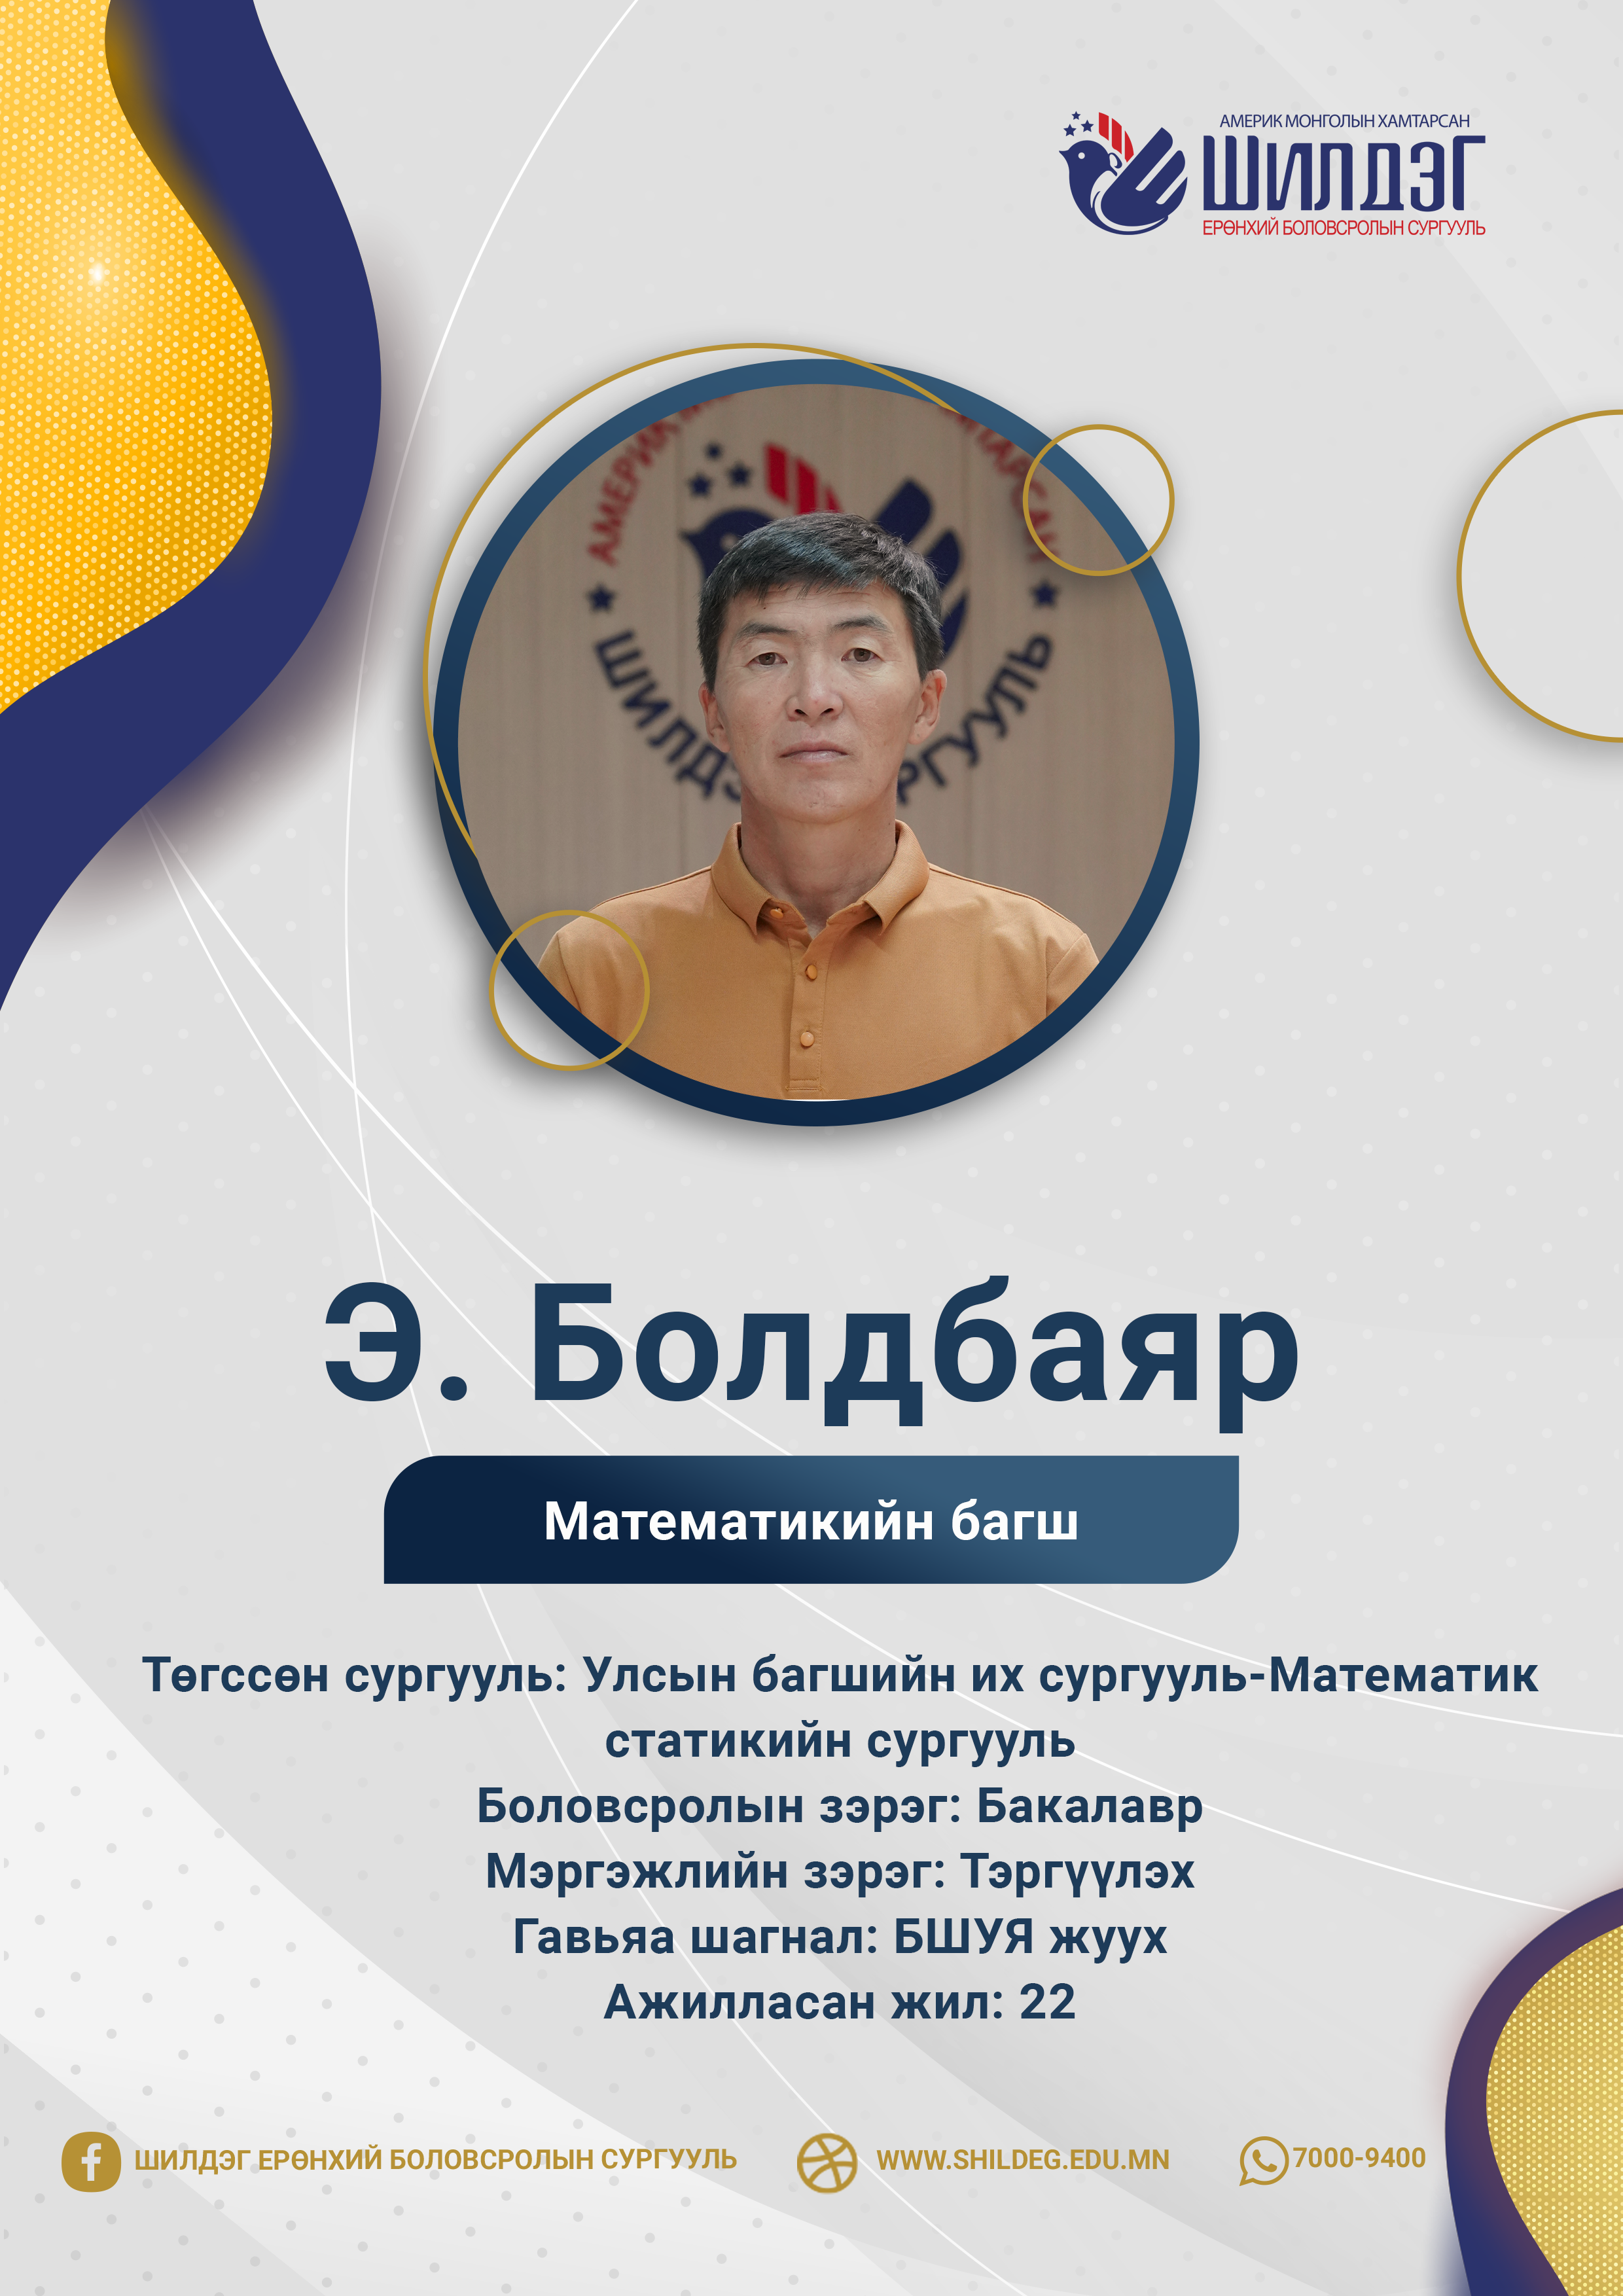 АМЕРИК МОНГОЛЫН ХАМТАРСАН
ШИЛДЭГ
ЕРӨНХИЙ БОЛОВСРОЛЫН СУРГУУЛЬ
Э. Болдбаяр
Математикийн багш
Төгссөн сургууль: Улсын багшийн их сургууль-Математик
статикийн сургууль
Боловсролын зэрэг: Бакалавр
Мэргэжлийн зэрэг: Тэргүүлэх
Гавьяа шагнал: БШУЯ жуух
Ажилласан жил: 22
ШИЛДЭГ ЕРӨНХИЙ БОЛОВСРОЛЫН СУРГУУЛЬ
WWW.SHILDEG.EDU.MN
7000-9400